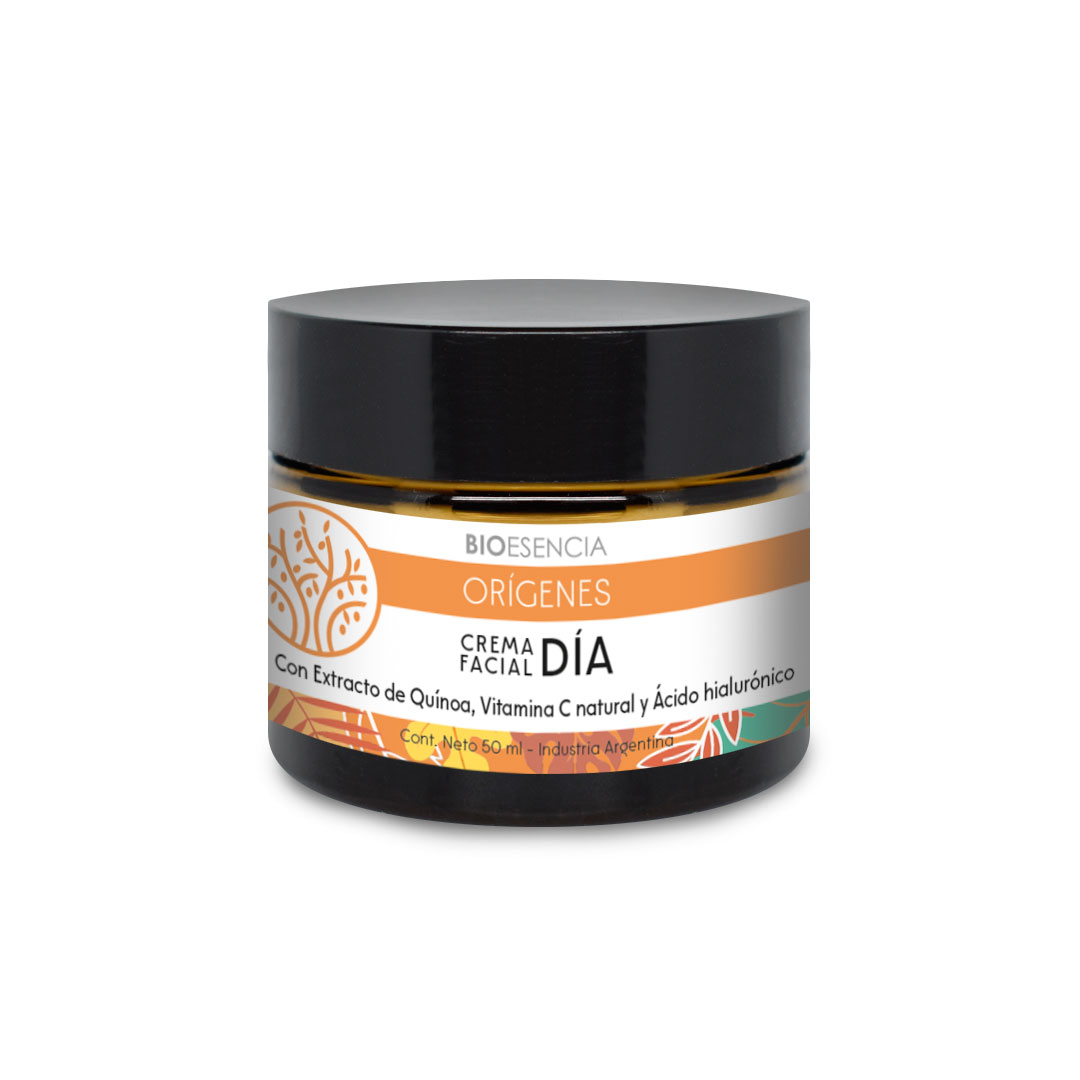 BIOESENCIA
ORÍGENES
CREMA
FACIAL DÍA
Con Extracto de Quínoa, Vitamina C natural y Ácido hialurónico
Cont. Neto 50 ml - Industria Argentina